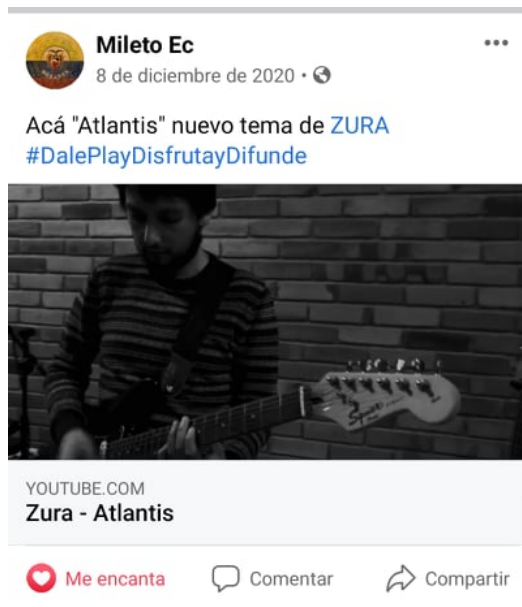 Mileto Ec
8 de diciembre de 2020
Acá "Atlantis" nuevo tema de ZURA
#DalePlayDisfrutayDifunde
Squier
YOUTUBE.COM
Zura - Atlantis
Me encanta Comentar Compartir